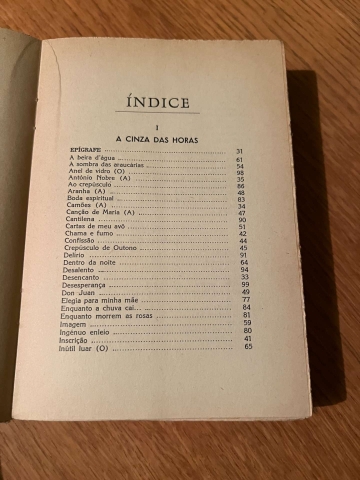 ÍNDICE
I
A CINZA DAS HORAS
EPÍGRAFE 31
A beira d'água 61
A sombra das araucárias 54
Anel de vidro (O) 98
Antônio Nobre (A) 35
Ao crepúsculo 86
Aranha (A) 48
Boda espiritual 83
Camões (A) 34
Canção de Maria (A) 47
Cantilena 90
Cartas de meu avô 51
Chama e fumo 42
Confissão 44
Crepúsculo de Outono 45
Delírio 91
Dentro da noite 64
Desalento 94
Desencanto 33
Desesperança 99
Don Juan 49
Elegia para minha mãe 77
Enquanto a chuva cai... 84
Enquanto morrem as rosas 81
Imagem 59
Ingênuo enleio 80
Inscrição 41
Inútil luar (O) 65